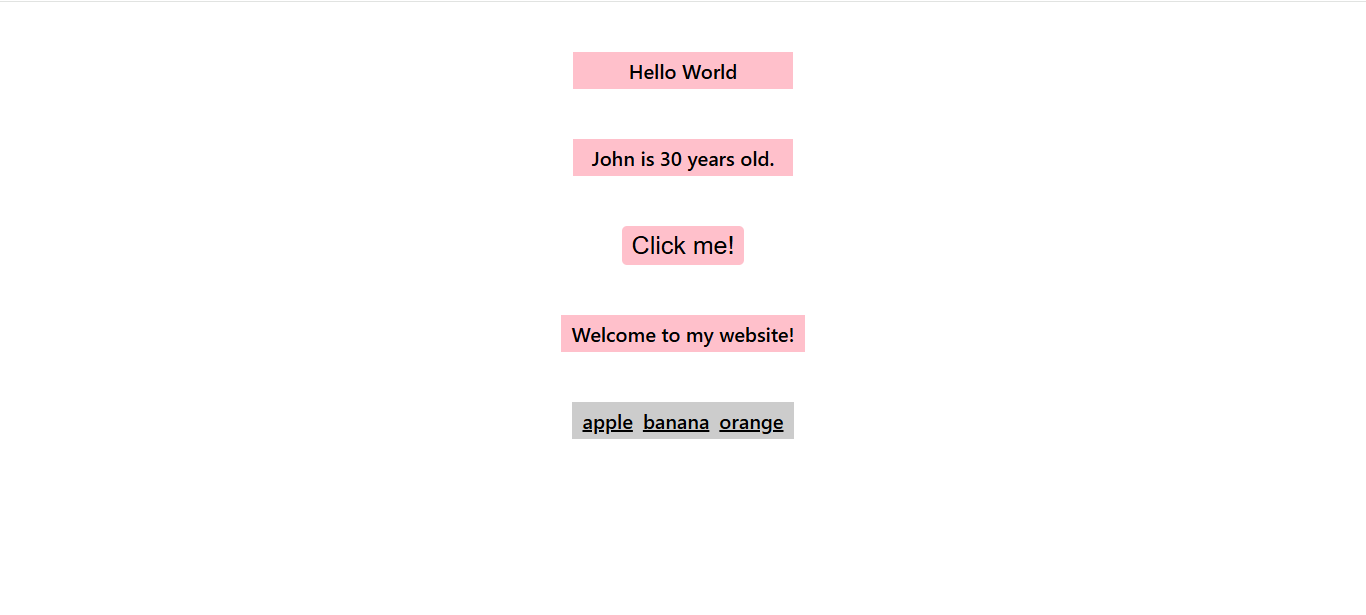 Hello World
John is 30 years old.
Click me!
Welcome to my website!
apple banana orange